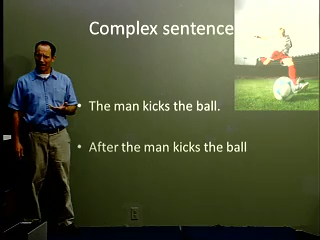 Complex sentence
• The man kicks the ball.
• After the man kicks the ball